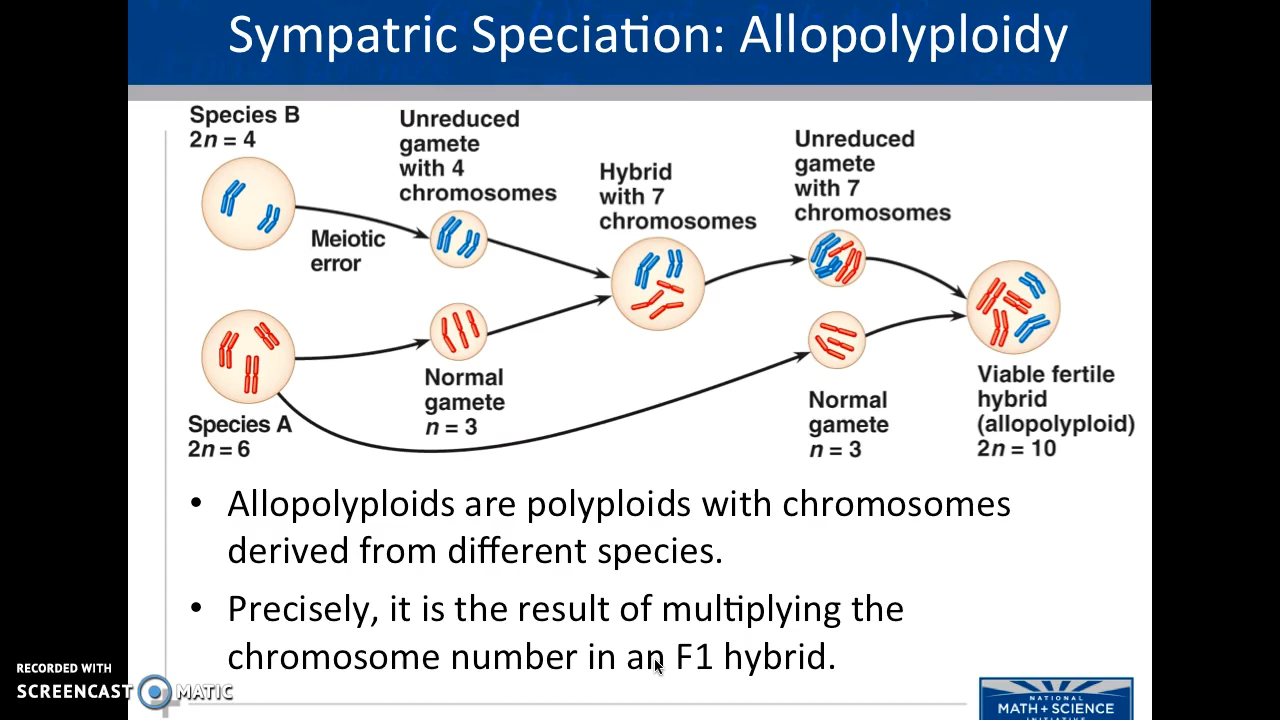 Sympatric Speciation: Allopolyploidy
Species B
2n = 4
Unreduced
gamete
with 4
chromosomes
Meiotic
error
Hybrid
with 7
chromosomes
Unreduced
gamete
with 7
chromosomes
Species A
2n = 6
Normal
gamete
n = 3
Normal
gamete
n = 3
Viable fertile
hybrid
(allopolyploid)
2n = 10
• Allopolyploids are polyploids with chromosomes
derived from different species.
• Precisely, it is the result of multiplying the
chromosome number in an F1 hybrid.
RECORDED WITH
SCREENCAST MATIC
NATIONAL
MATH + SCIENCE
INITIATIVE